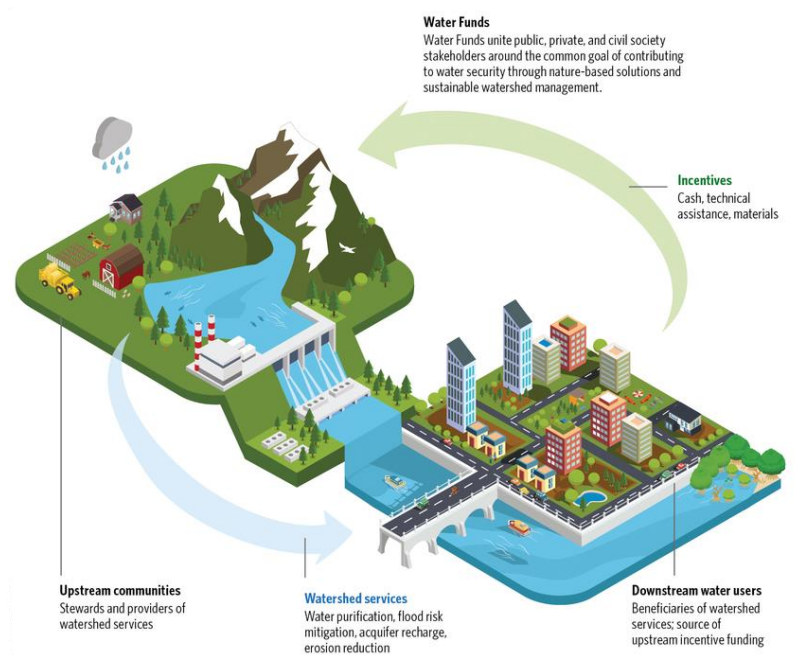 Water Funds
Water Funds unite public, private, and civil society
stakeholders around the common goal of contributing
to water security through nature-based solutions and
sustainable watershed management.
Incentives
Cash, technical
assistance, materials
Upstream communities
Stewards and providers of
watershed services
Watershed services
Water purification, flood risk
mitigation, acquifer recharge,
erosion reduction
Downstream water users
Beneficiaries of watershed
services; source of
upstream incentive funding